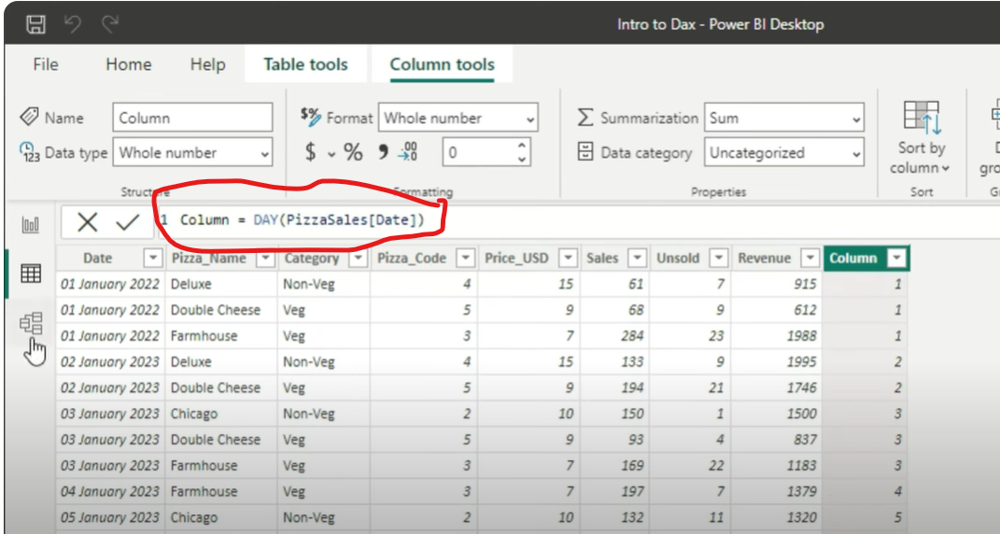 Intro to Dax - Power BI Desktop
File Home Help Table tools Column tools
Name Column
$% Format Whole number
Σ Summarization Sum
Data type Whole number
$ % 0
Data category Uncategorized
Sort by
column
Structure
Formatting
Properties
Sort
1 Column = DAY(PizzaSales[Date])
Date Pizza_Name Category Pizza_Code Price_USD Sales Unsold Revenue Column
01 January 2022 Deluxe Non-Veg 4 15 61 7 915 1
01 January 2022 Double Cheese Veg 5 9 68 9 612 1
01 January 2022 Farmhouse Veg 3 7 284 23 1988 1
02 January 2023 Deluxe Non-Veg 4 15 133 9 1995 2
02 January 2023 Double Cheese Veg 5 9 194 21 1746 2
03 January 2023 Chicago Non-Veg 2 10 150 1 1500 3
03 January 2023 Double Cheese Veg 5 9 93 4 837 3
03 January 2023 Farmhouse Veg 3 7 169 22 1183 3
04 January 2023 Farmhouse Veg 3 7 197 7 1379 4
05 January 2023 Chicago Non-Veg 2 10 132 11 1320 5